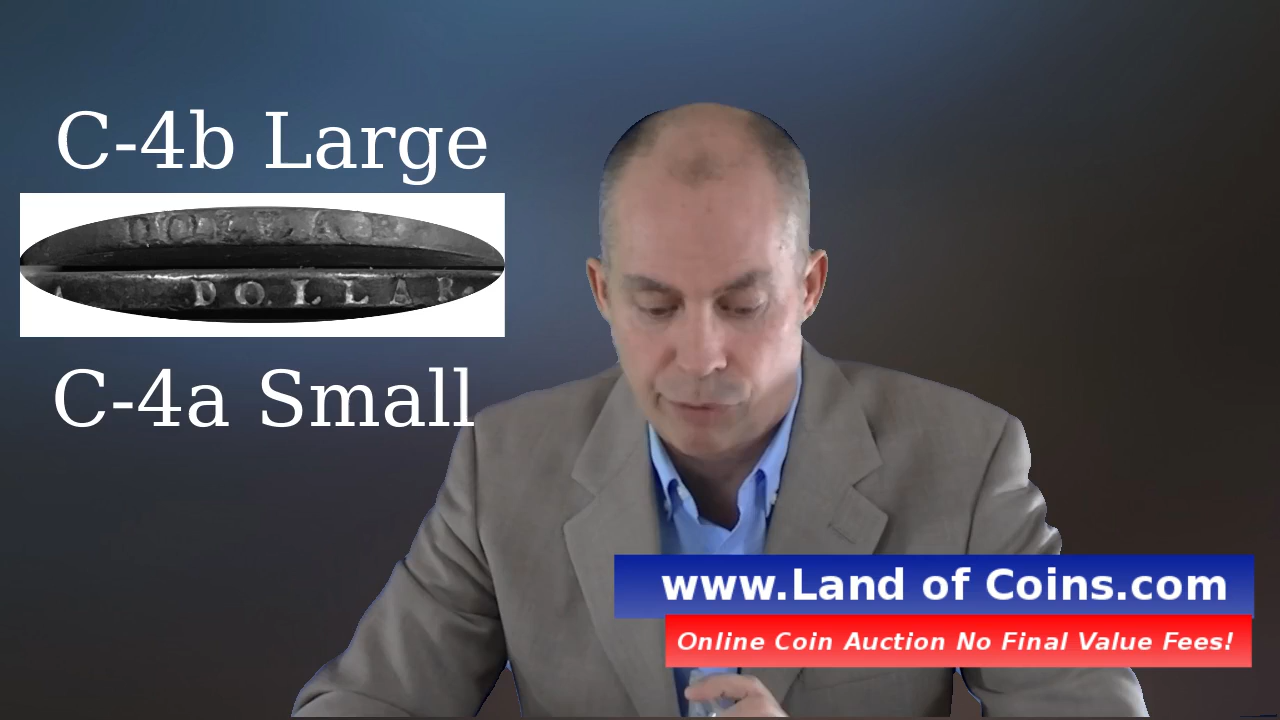 C-4b Large
DOLLAR
DOLLAR
C-4a Small
www.Land of Coins.com
Online Coin Auction No Final Value Fees!